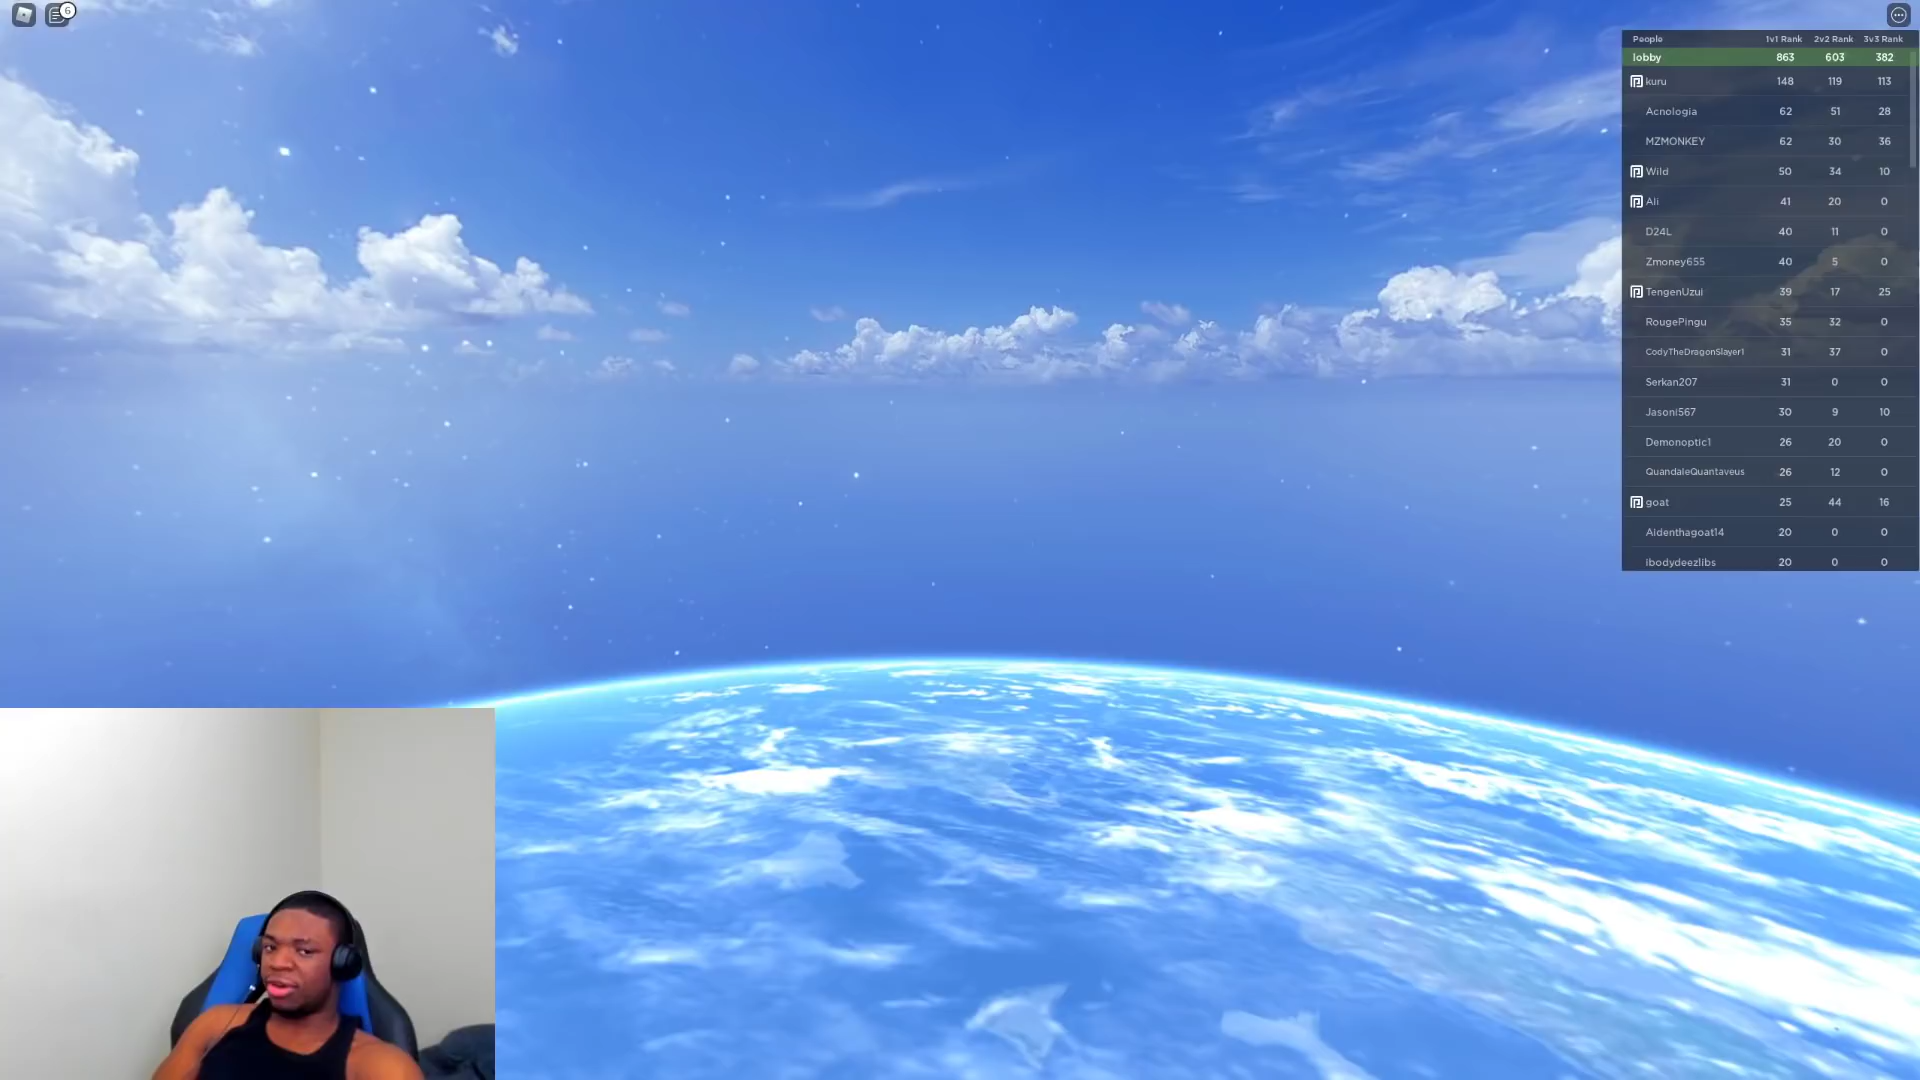 6
People 1v1 Rank 2v2 Rank 3v3 Rank
lobby 863 603 382
kuru 148 119 113
Acnologia 62 51 28
MZMONKEY 62 30 36
Wild 50 34 10
Ali 41 20 0
D24L 40 11 0
Zmoney655 40 5 0
TengenUzui 39 17 25
RougePingu 35 32 0
CodyTheDragonSlayer1 31 37 0
Serkan207 31 0 0
Jasoni567 30 9 10
Demonoptic1 26 20 0
QuandaleQuantaveus 26 12 0
goat 25 44 16
Aidenthagoat14 20 0 0
Ibodydeezlibs 20 0 0